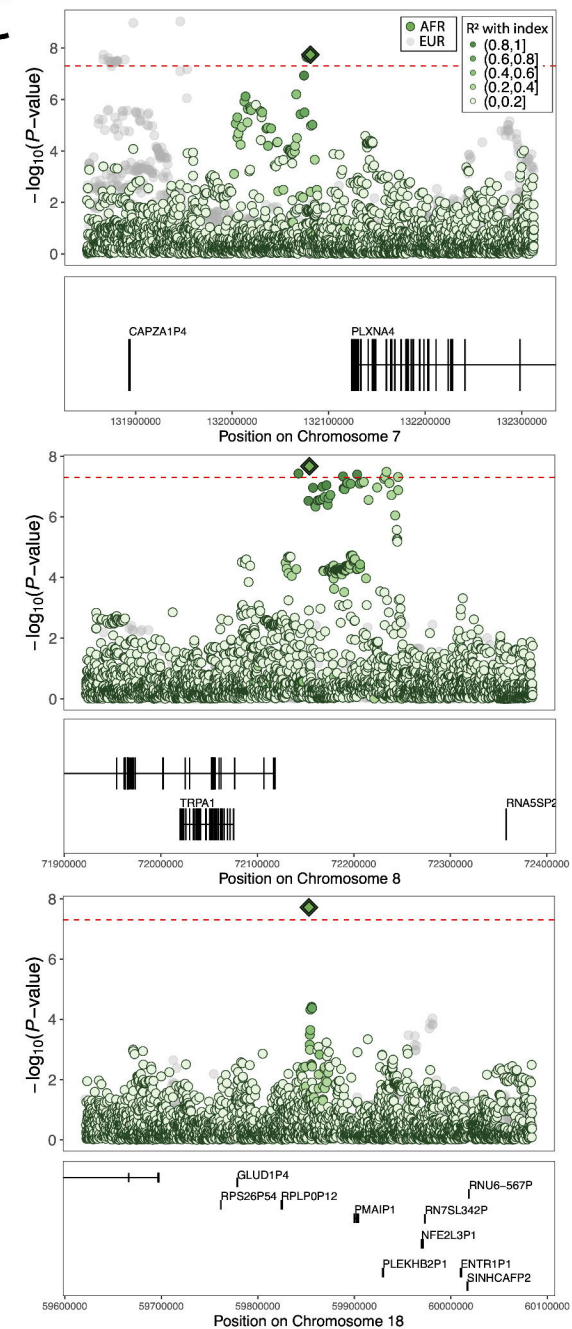 AFR
EUR
R² with index
(0.8,1]
(0.6,0.8]
(0.4,0.6]
(0.2,0.4]
(0,0.2]
−log10(P−value)
8
6
4
2
0
CAPZA1P4
PLXNA4
131900000 132000000 132100000 132200000 132300000
Position on Chromosome 7
−log10(P−value)
8
6
4
2
0
TRPA1
RNA5SP2
71900000 72000000 72100000 72200000 72300000 72400000
Position on Chromosome 8
−log10(P−value)
8
6
4
2
0
GLUD1P4
RNU6−567P
RPS26P54 RPLP0P12
PMAIP1 RN7SL342P
NFE2L3P1
PLEKHB2P1 ENTR1P1
SINHCAFP2
59600000 59700000 59800000 59900000 60000000 60100000
Position on Chromosome 18